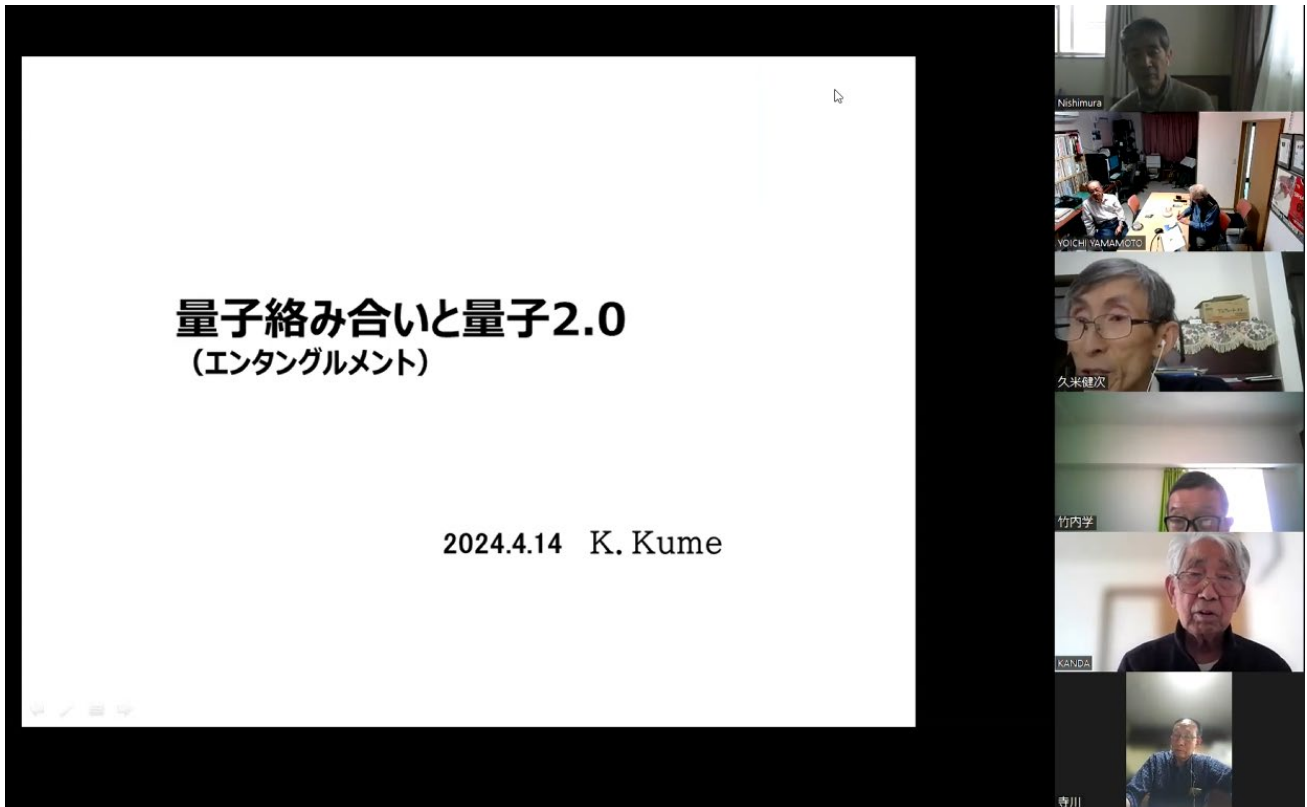 量子絡み合いと量子2.0
（エンタングルメント）
2024.4.14 K. Kume
Nishimura
YOICHI YAMAMOTO
久米健次
竹内学
KANDA
寺川